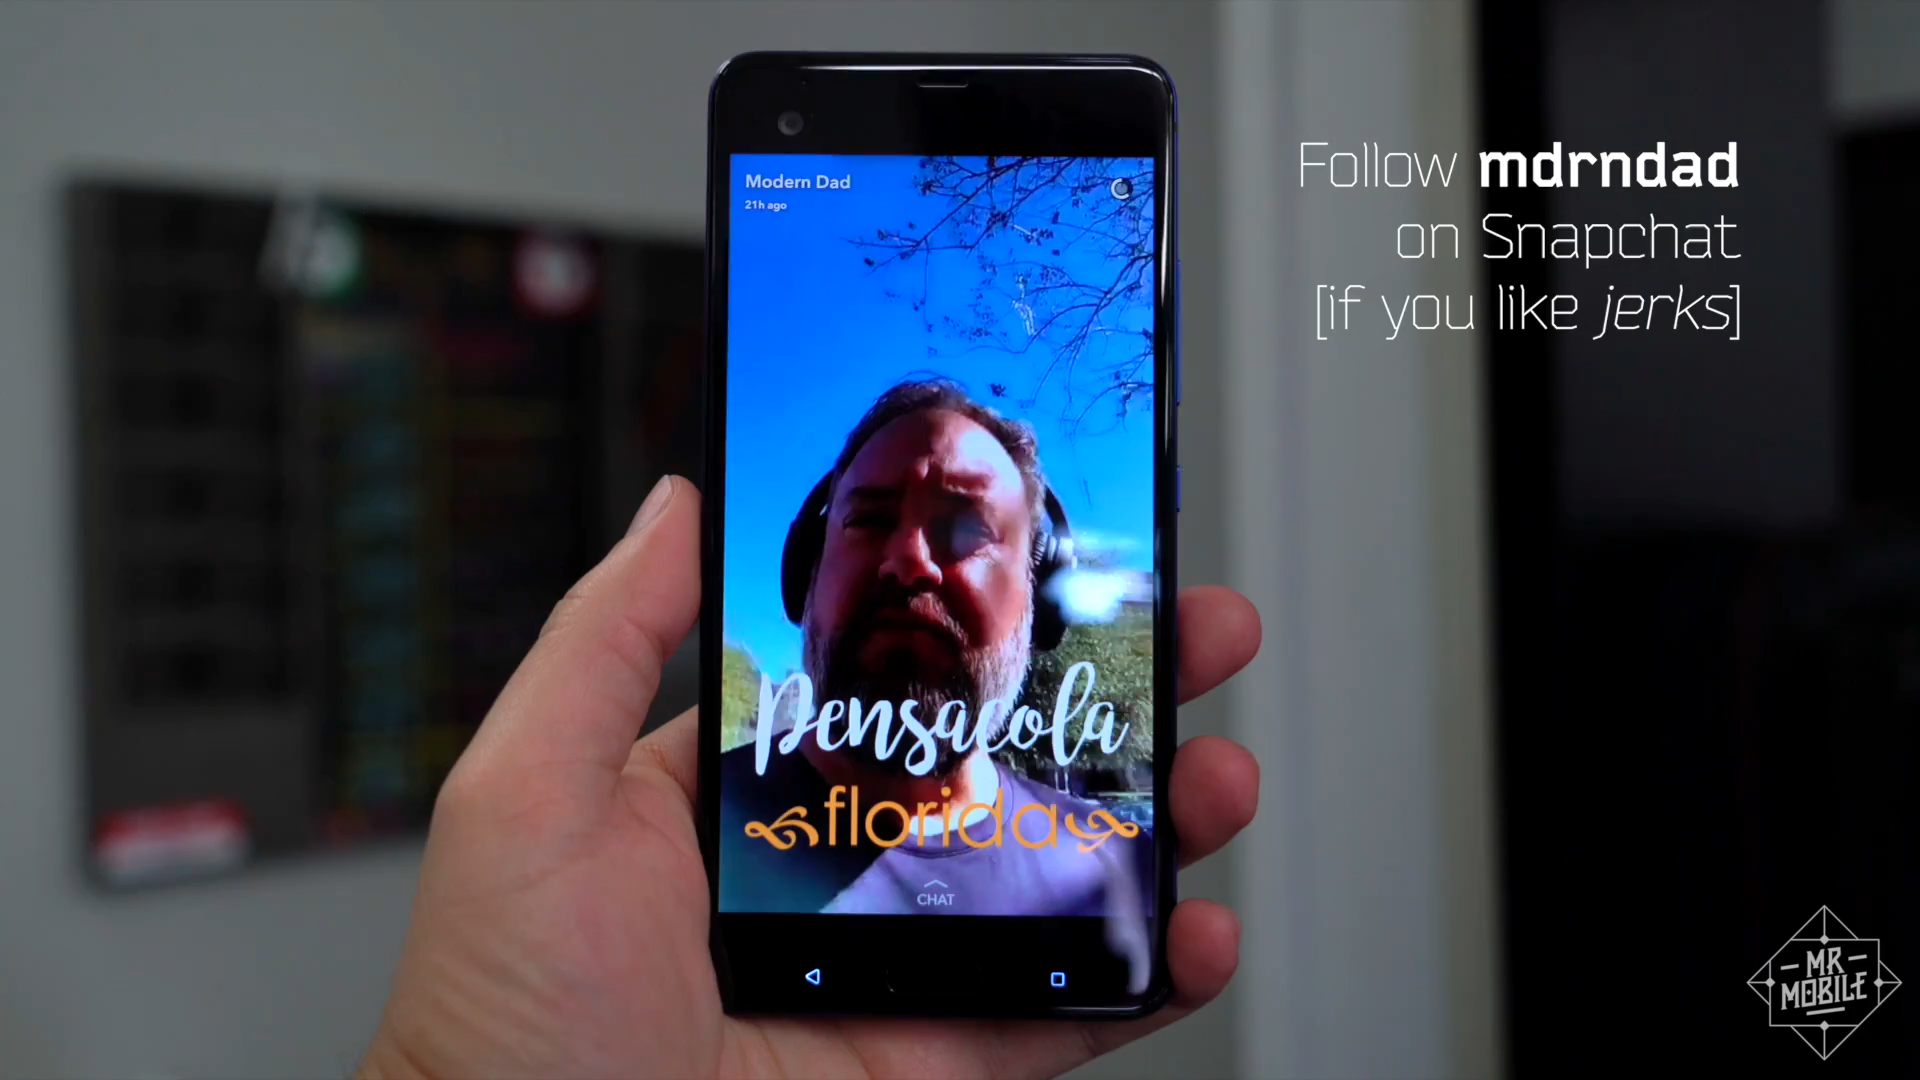 Modern Dad
21h ago
Pensacola
florida
CHAT
Follow mdrndad
on Snapchat
[if you like jerks]
MR
MOBILE